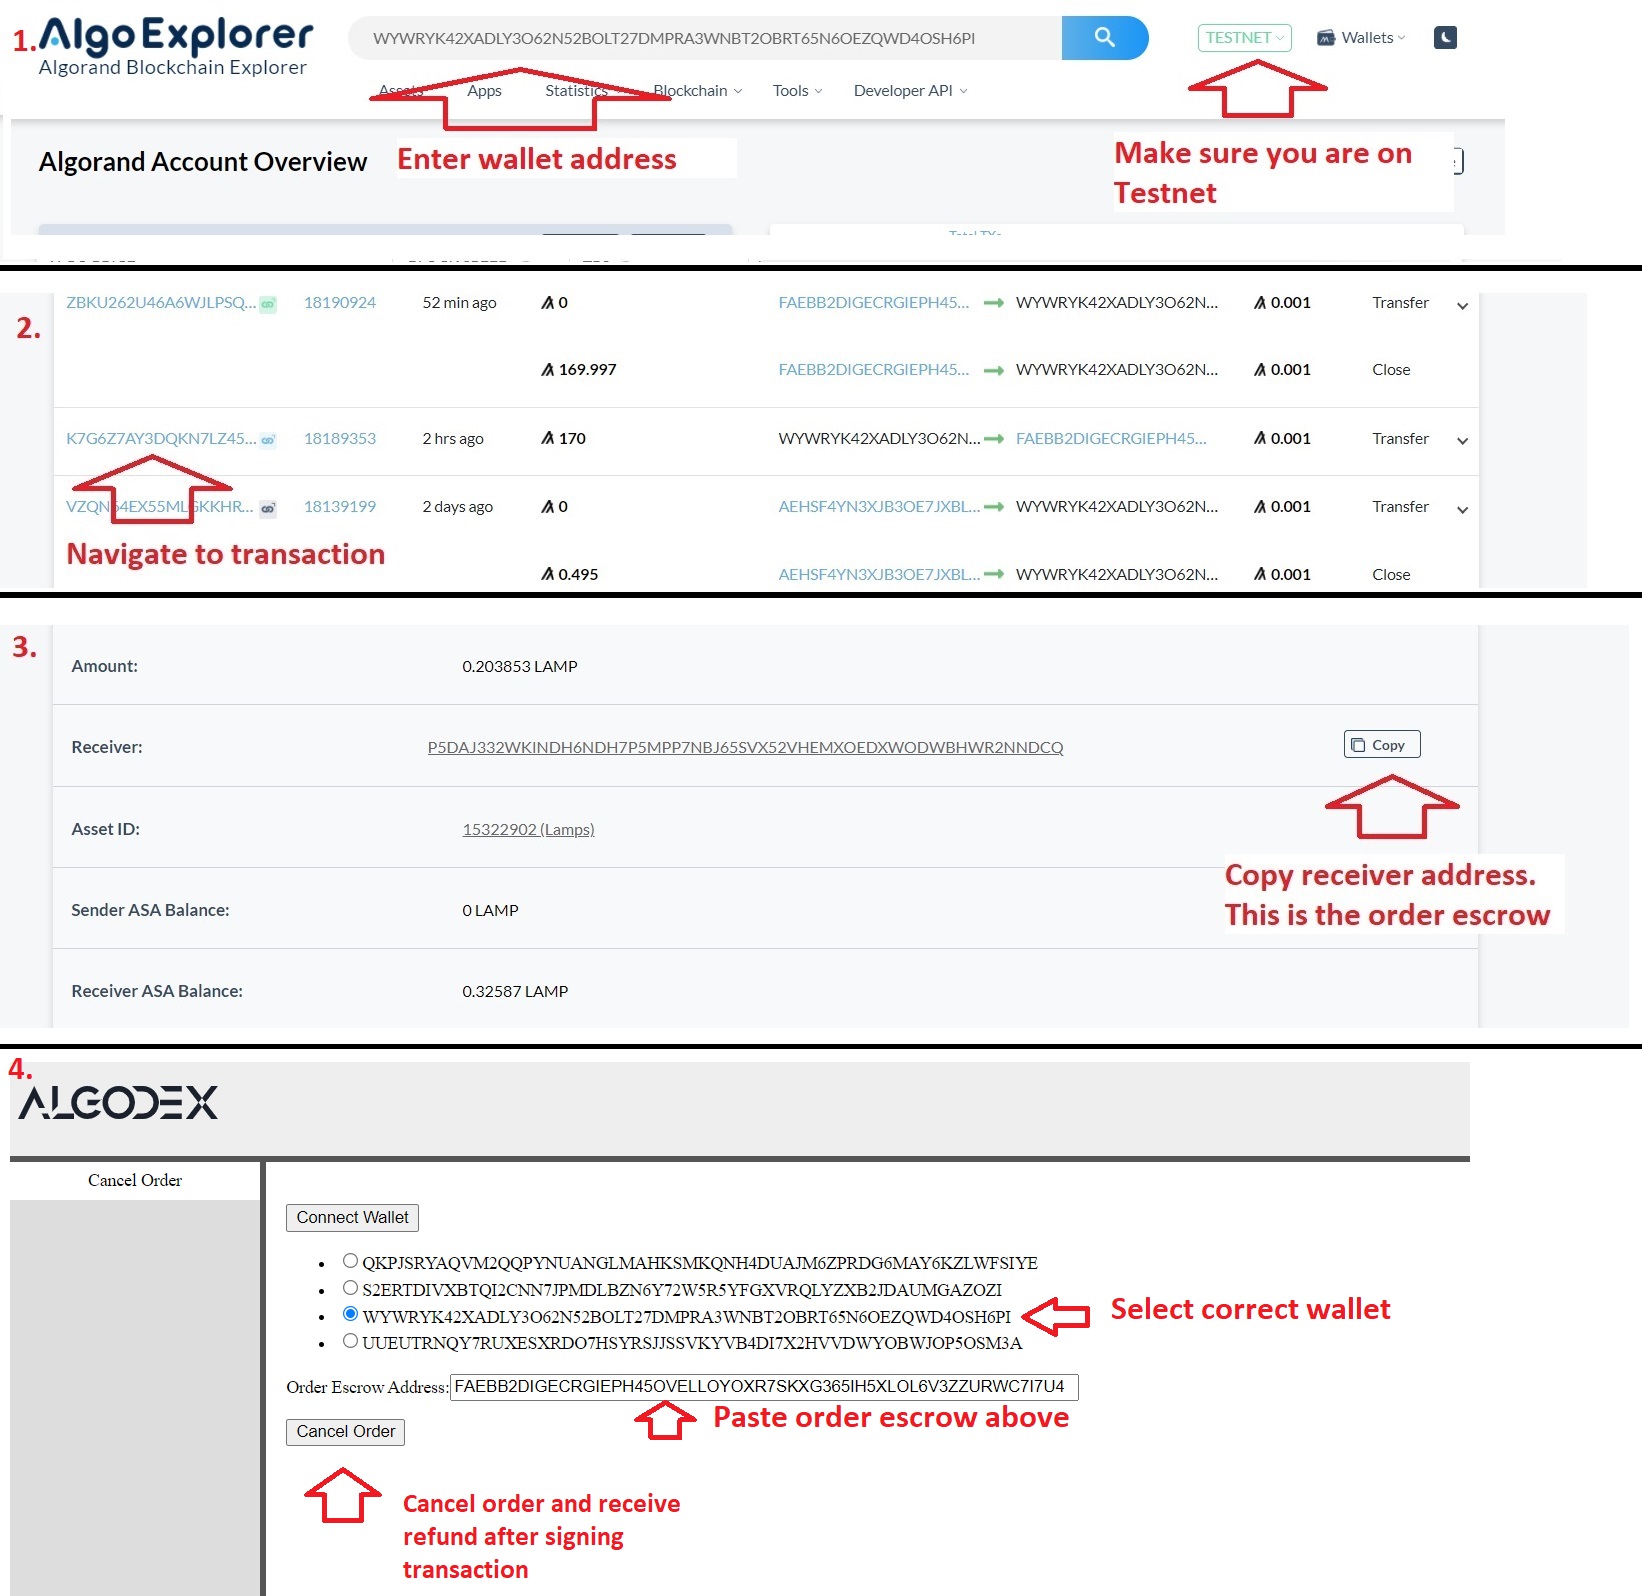 1.
AlgoExplorer
Algorand Blockchain Explorer
WYWRYK42XADLY3O62N52BOLT27DMPRA3WNBT2OBRT65N6OEZQWD4OSH6PI
TESTNET
Wallets
Assets Apps Statistics Blockchain Tools Developer API
Algorand Account Overview
Enter wallet address
Make sure you are on
Testnet
2.
ZBKU262U46A6WJLPSQ... 18190924 52 min ago 0 FAEBB2DIGECRGIEPH45... WYWRYK42XADLY3O62N... 0.001 Transfer
169.997 FAEBB2DIGECRGIEPH45... WYWRYK42XADLY3O62N... 0.001 Close
K7G6Z7AY3DQKN7LZ45... 18189353 2 hrs ago 170 WYWRYK42XADLY3O62N... FAEBB2DIGECRGIEPH45... 0.001 Transfer
18139199 2 days ago 0 AEHSF4YN3XJB3OE7JXBL... WYWRYK42XADLY3O62N... 0.001 Transfer
Navigate to transaction
0.495 AEHSF4YN3XJB3OE7JXBL... WYWRYK42XADLY3O62N... 0.001 Close
3.
Amount: 0.203853 LAMP
Receiver: P5DAJ332WKINDH6NDH7P5MPP7NBJ65SVX52VHEMXOEDXWODWBHWR2NNDCQ Copy
Asset ID: 15322902 (Lamps)
Copy receiver address.
This is the order escrow
Sender ASA Balance: 0 LAMP
Receiver ASA Balance: 0.32587 LAMP
4.
ALGODEX
Cancel Order
Connect Wallet
QKPJSRYAQVM2QQPYNUANGLMAHKSMKQNH4DUAJM6ZPRDG6MAY6KZLWFSIYE
S2ERTDIVXBTQI2CNN7JPMDLBZN6Y72W5R5YFGXVRQLYZXB2JDAUMGAZOZI
WYWRYK42XADLY3O62N52BOLT27DMPRA3WNBT2OBRT65N6OEZQWD4OSH6PI
Select correct wallet
UUEUTRNQY7RUXESXRDO7HSYRSJJSSVKYVB4DI7X2HVVDWYOBWJOP5OSM3A
Order Escrow Address: FAEBB2DIGECRGIEPH45OVELLOYOXR7SKXG365IH5XLOL6V3ZZURWC7I7U4
Paste order escrow above
Cancel Order
Cancel order and receive
refund after signing
transaction